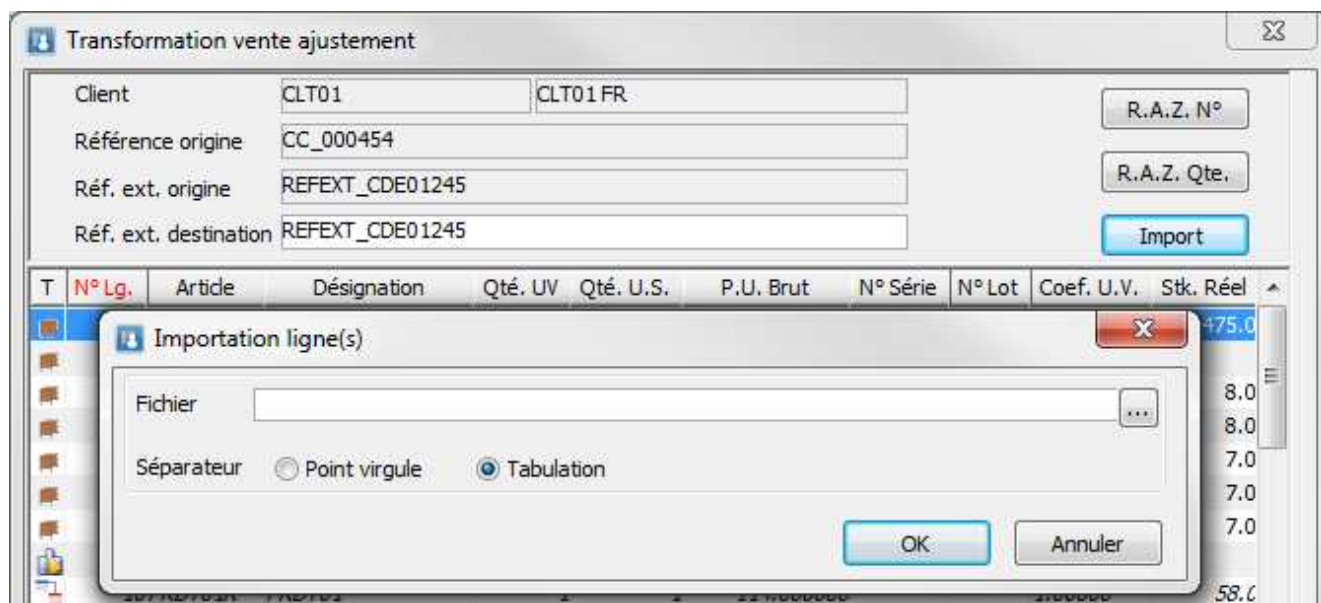 Transformation vente ajustement
Client CLT01 CLT01 FR
R.A.Z. N°
Référence origine CC_000454
Réf. ext. origine REFEXT_CDE01245
R.A.Z. Qte.
Réf. ext. destination REFEXT_CDE01245
Import
T N° Lg. Article Désignation Qté. UV Qté. U.S. P.U. Brut N° Série N° Lot Coef. U.V. Stk. Réel
475.0
Importation ligne(s)
8.0
Fichier ...
8.0
Séparateur Point virgule Tabulation
7.0
7.0
7.0
OK Annuler
58.0